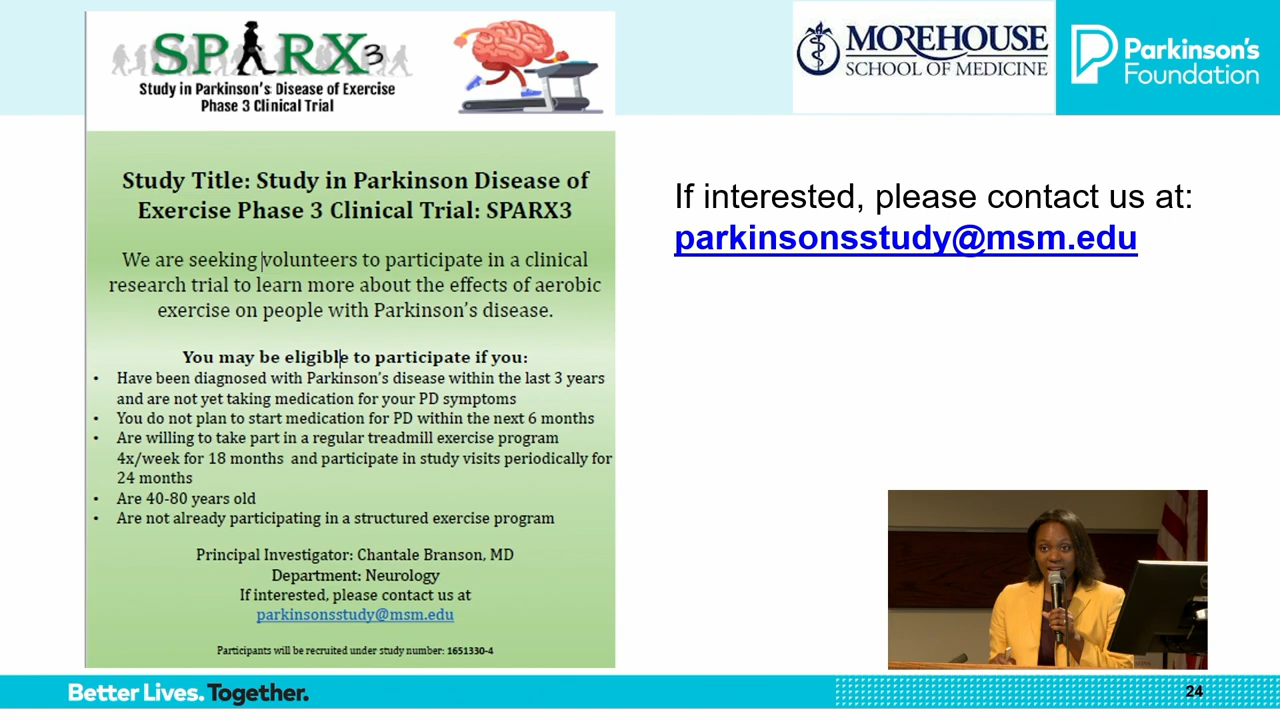 SPARX3
Study in Parkinson's Disease of Exercise
Phase 3 Clinical Trial
MOREHOUSE
SCHOOL OF MEDICINE
Parkinson's
Foundation
Study Title: Study in Parkinson Disease of
Exercise Phase 3 Clinical Trial: SPARX3
We are seeking volunteers to participate in a clinical
research trial to learn more about the effects of aerobic
exercise on people with Parkinson's disease.
You may be eligible to participate if you:
• Have been diagnosed with Parkinson's disease within the last 3 years
and are not yet taking medication for your PD symptoms
• You do not plan to start medication for PD within the next 6 months
• Are willing to take part in a regular treadmill exercise program
4x/week for 18 months and participate in study visits periodically for
24 months
• Are 40-80 years old
• Are not already participating in a structured exercise program
Principal Investigator: Chantale Branson, MD
Department: Neurology
If interested, please contact us at
parkinsonsstudy@msm.edu
Participants will be recruited under study number: 1651330-4
If interested, please contact us at:
parkinsonsstudy@msm.edu
Better Lives. Together.
24